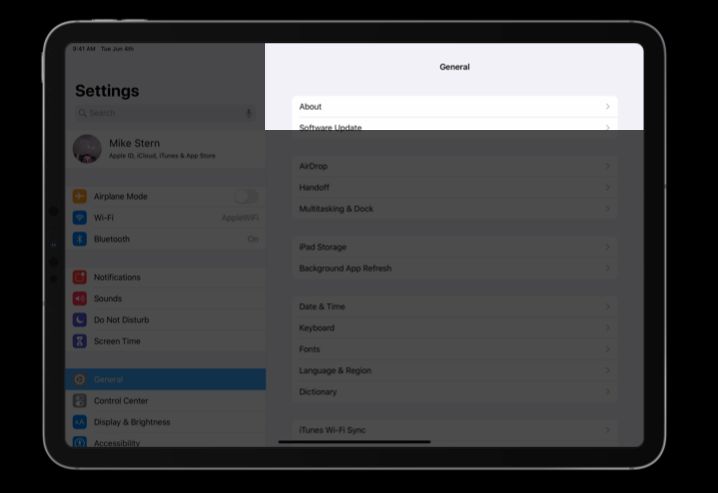 9:41 AM Tue Jun 4th
Settings
Search
Mike Stern
Apple ID, iCloud, iTunes & App Store
Airplane Mode
Wi-Fi AppleWiFi
Bluetooth On
Notifications
Sounds
Do Not Disturb
Screen Time
General
Control Center
Display & Brightness
Accessibility
General
About
Software Update
AirDrop
Handoff
Multitasking & Dock
iPad Storage
Background App Refresh
Date & Time
Keyboard
Fonts
Language & Region
Dictionary
iTunes Wi-Fi Sync